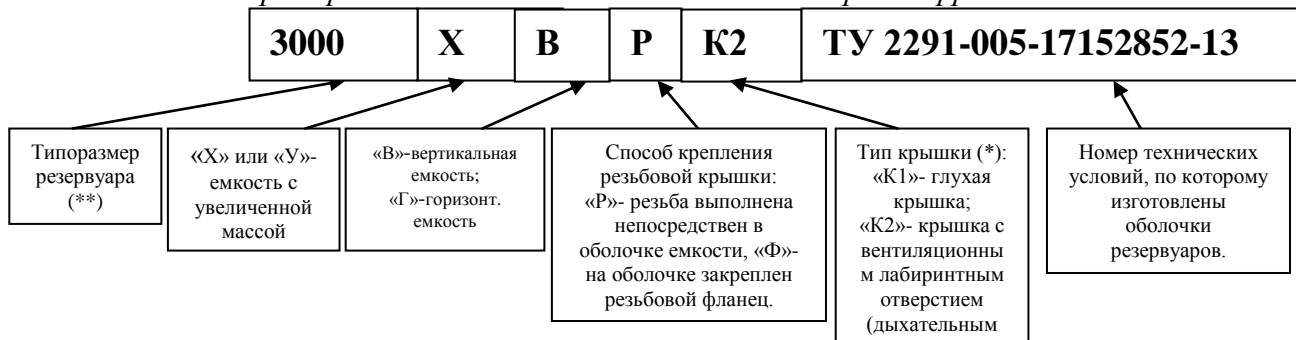 3000 Х В Р К2 ТУ 2291-005-17152852-13
Типоразмер
резервуара
(**)
«Х» или «У»-
емкость с
увеличенной
массой
«В»-вертикальная
емкость;
«Г»-горизонт.
емкость
Способ крепления
резьбовой крышки:
«Р»- резьба выполнена
непосредствен в
оболочке емкости, «Ф»-
на оболочке закреплен
резьбовой фланец.
Тип крышки (*):
«К1»- глухая
крышка;
«К2»- крышка с
вентиляционны
м лабиринтным
отверстием
(дыхательным
Номер технических
условий, по которому
изготовлены
оболочки
резервуаров.